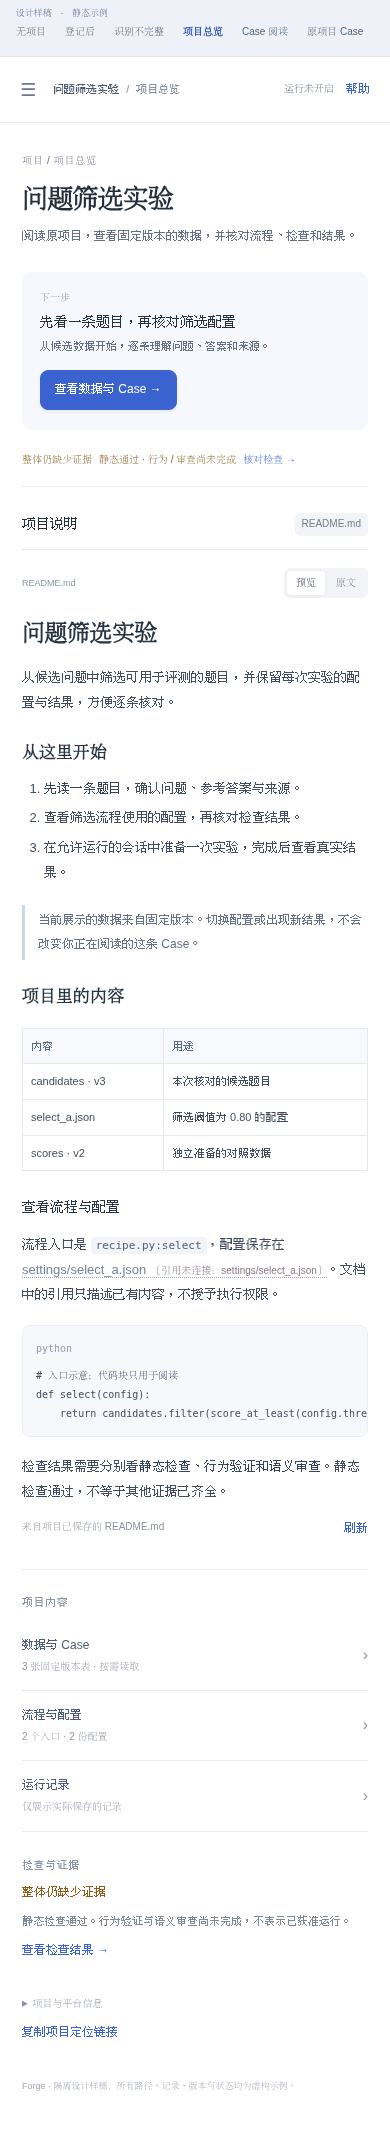 设计样稿 · 静态示例
无项目 登记后 识别不完整 项目总览 Case 阅读 原项目 Case
☰ 问题筛选实验 / 项目总览 运行未开启 帮助
项目 / 项目总览
问题筛选实验
阅读原项目，查看固定版本的数据，并核对流程、检查和结果。
下一步
先看一条题目，再核对筛选配置
从候选数据开始，逐条理解问题、答案和来源。
查看数据与 Case →
整体仍缺少证据 静态通过 · 行为 / 审查尚未完成 核对检查 →
项目说明 README.md
README.md 预览 原文
问题筛选实验
从候选问题中筛选可用于评测的题目，并保留每次实验的配
置与结果，方便逐条核对。
从这里开始
1. 先读一条题目，确认问题、参考答案与来源。
2. 查看筛选流程使用的配置，再核对检查结果。
3. 在允许运行的会话中准备一次实验，完成后查看真实结
果。
当前展示的数据来自固定版本。切换配置或出现新结果，不会
改变你正在阅读的这条 Case。
项目里的内容
内容 用途
candidates · v3 本次核对的候选题目
select_a.json 筛选阈值为 0.80 的配置
scores · v2 独立准备的对照数据
查看流程与配置
流程入口是 recipe.py:select，配置保存在
settings/select_a.json〔引用未连接：settings/select_a.json〕。文档
中的引用只描述已有内容，不授予执行权限。
python
# 入口示意；代码块只用于阅读
def select(config):
return candidates.filter(score_at_least(config.thre
检查结果需要分别看静态检查、行为验证和语义审查。静态
检查通过，不等于其他证据已齐全。
来自项目已保存的 README.md 刷新
项目内容
数据与 Case
3 张固定版本表 · 按需读取 ›
流程与配置
2 个入口 · 2 份配置 ›
运行记录
仅展示实际保存的记录 ›
检查与证据
整体仍缺少证据
静态检查通过。行为验证与语义审查尚未完成，不表示已获准运行。
查看检查结果 →
▶ 项目与平台信息
复制项目定位链接
Forge · 隔离设计样稿。所有路径、记录、版本与状态均为虚构示例。